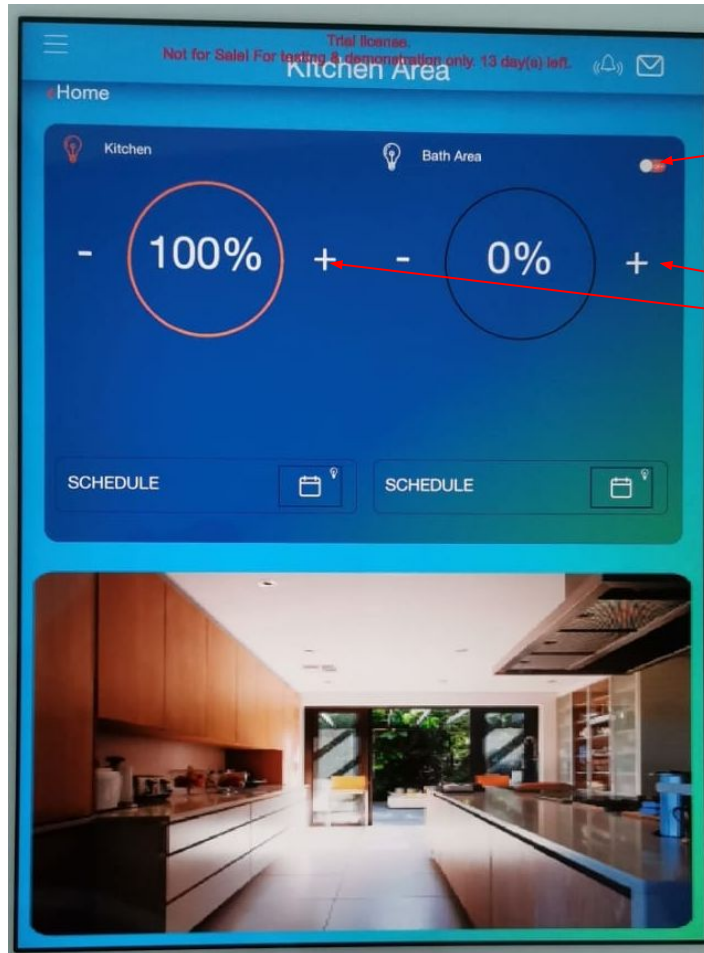 Trial license.
Not for Sale! For testing & demonstration only. 13 day(s) left.
Kitchen Area
‹Home
Kitchen
Bath Area
- 100% +
- 0% +
SCHEDULE
SCHEDULE